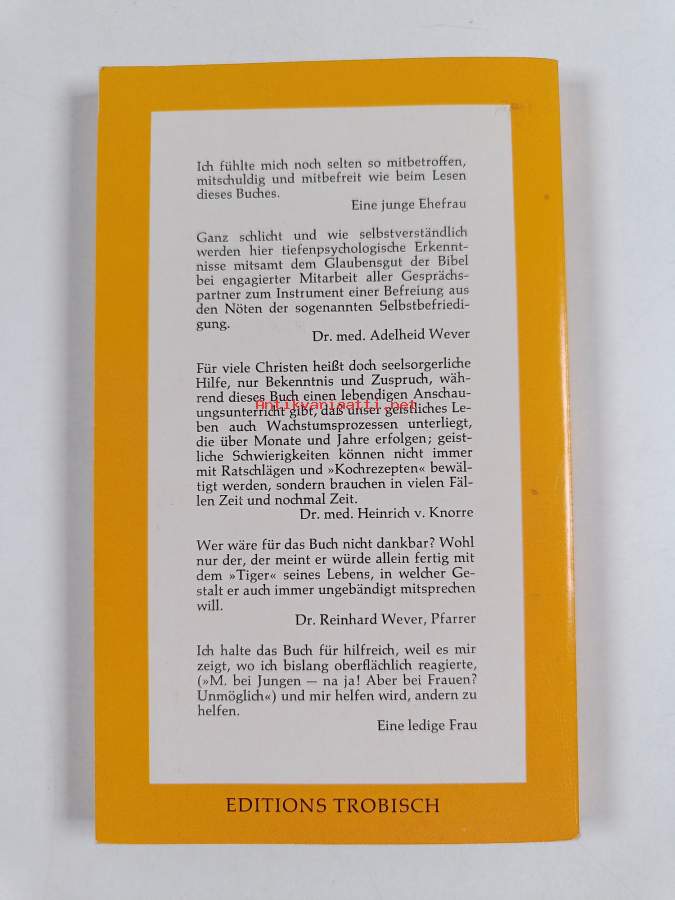 Ich fühlte mich noch selten so mitbetroffen,
mitschuldig und mitbefreit wie beim Lesen
dieses Buches.
Eine junge Ehefrau
Ganz schlicht und wie selbstverständlich
werden hier tiefenpsychologische Erkennt-
nisse mitsamt dem Glaubensgut der Bibel
bei engagierter Mitarbeit aller Gesprächs-
partner zum Instrument einer Befreiung aus
den Nöten der sogenannten Selbstbefriedi-
gung.
Dr. med. Adelheid Wever
Für viele Christen heißt doch seelsorgerliche
Hilfe, nur Bekenntnis und Zuspruch, wäh-
rend dieses Buch einen lebendigen Anschau-
ungsunterricht gibt, daß unser geistliches Le-
Antikvariaatti.net
ben auch Wachstumsprozessen unterliegt,
die über Monate und Jahre erfolgen; geist-
liche Schwierigkeiten können nicht immer
mit Ratschlägen und »Kochrezepten« bewäl-
tigt werden, sondern brauchen in vielen Fäl-
len Zeit und nochmal Zeit.
Dr. med. Heinrich v. Knorre
Wer wäre für das Buch nicht dankbar? Wohl
nur der, der meint er würde allein fertig mit
dem »Tiger« seines Lebens, in welcher Ge-
stalt er auch immer ungebändigt mitsprechen
will.
Dr. Reinhard Wever, Pfarrer
Ich halte das Buch für hilfreich, weil es mir
zeigt, wo ich bislang oberflächlich reagierte,
(»M. bei Jungen — na ja! Aber bei Frauen?
Unmöglich«) und mir helfen wird, andern zu
helfen.
Eine ledige Frau
EDITIONS TROBISCH